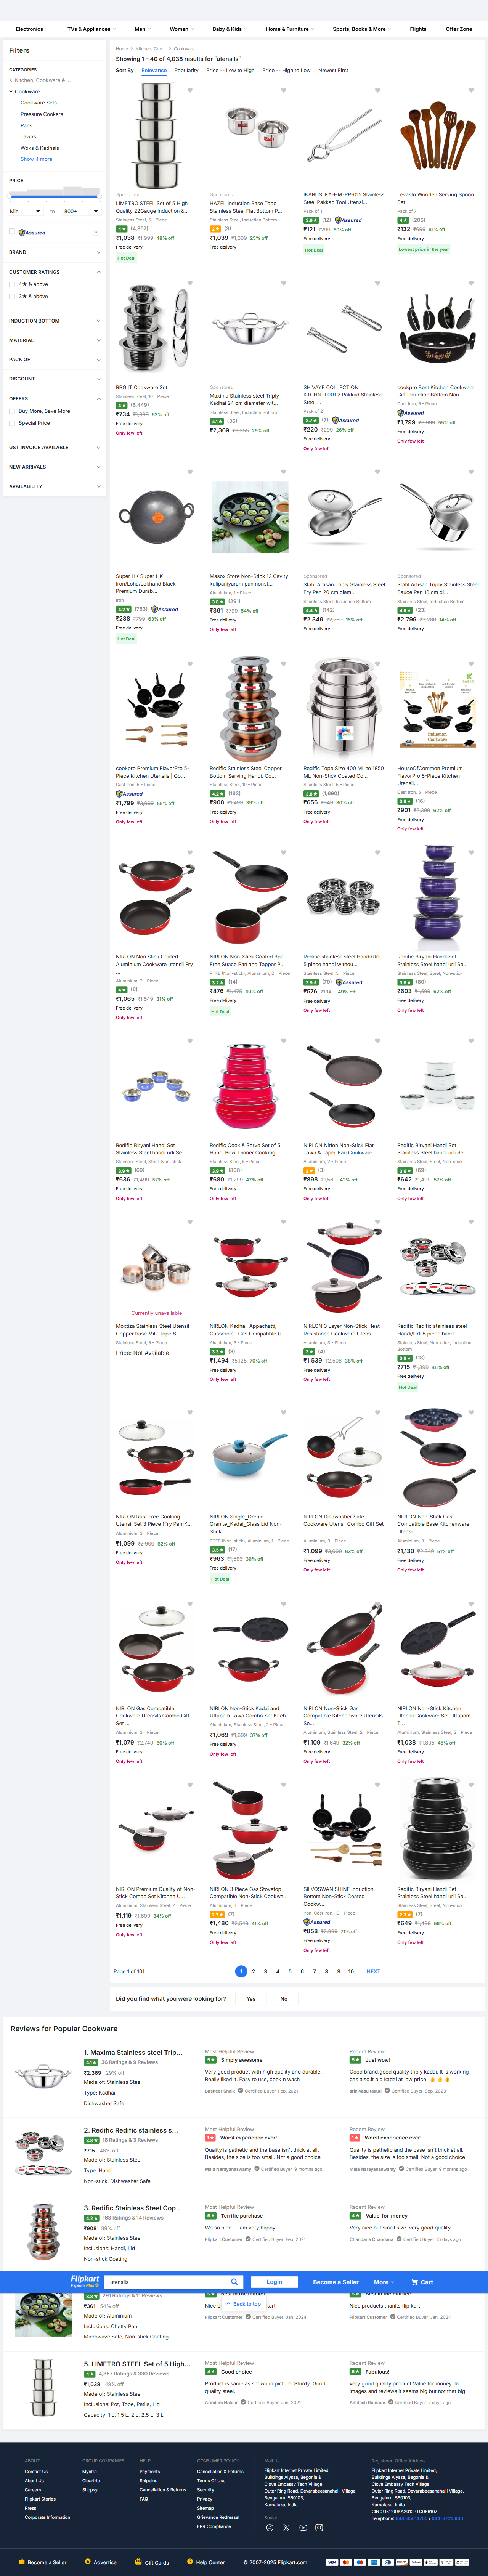 Electronics
TVs & Appliances
Men
Women
Baby & Kids
Home & Furniture
Sports, Books & More
Flights
Offer Zone
Filters
CATEGORIES
Kitchen, Cookware & ...
Cookware
Cookware Sets
Pressure Cookers
Pans
Tawas
Woks & Kadhais
Show 4 more
PRICE
Min
to
800+
Assured
?
BRAND
CUSTOMER RATINGS
4★ & above
3★ & above
INDUCTION BOTTOM
MATERIAL
PACK OF
DISCOUNT
OFFERS
Buy More, Save More
Special Price
GST INVOICE AVAILABLE
NEW ARRIVALS
AVAILABILITY
Home > Kitchen, Coo... > Cookware
Showing 1 – 40 of 4,038 results for "utensils"
Sort By Relevance Popularity Price -- Low to High Price -- High to Low Newest First
Sponsored
LIMETRO STEEL Set of 5 High
Quality 22Gauge Induction &...
Stainless Steel, 5 - Piece
4★ (4,357)
₹1,038 ₹1,999 48% off
Free delivery
Hot Deal
Sponsored
HAZEL Induction Base Tope
Stainless Steel Flat Bottom P...
Stainless Steel, Induction Bottom
(3)
₹1,039 ₹1,399 25% off
Free delivery
IKARUS IKA-HM-PP-015 Stainless
Steel Pakkad Tool Utensi...
Pack of 1
3.9★ (12) Assured
₹121 ₹299 59% off
Free delivery
Hot Deal
Levasto Wooden Serving Spoon
Set
Pack of 7
4★ (206)
₹132 ₹699 81% off
Free delivery
Lowest price in the year
RBGIIT Cookware Set
Stainless Steel, 10 - Piece
4★ (6,448)
₹734 ₹1,999 63% off
Free delivery
Only few left
Sponsored
Maxima Stainless steel Triply
Kadhai 24 cm diameter wit...
Stainless Steel, Induction Bottom
4.1★ (36)
₹2,369 ₹3,355 29% off
SHIVAYE COLLECTION
KTCHNTL001 2 Pakkad Stainless
Steel ...
Pack of 2
3.7★ (7) Assured
₹220 ₹299 26% off
Free delivery
Only few left
cookpro Best Kitchen Cookware
Gift Induction Bottom Non...
Cast Iron, 5 - Piece
Assured
₹1,799 ₹3,999 55% off
Free delivery
Only few left
Super HK Super HK
Iron/Loha/Lokhand Black
Premium Durab...
Iron
4.2★ (763) Assured
₹288 ₹799 63% off
Free delivery
Hot Deal
Masox Store Non-Stick 12 Cavity
kulipaniyaram pan nonst...
Aluminium, 1 - Piece
3.8★ (291)
₹361 ₹799 54% off
Free delivery
Only few left
Sponsored
Stahl Artisan Triply Stainless Steel
Fry Pan 20 cm diam...
Stainless Steel, Induction Bottom
4.4★ (142)
₹2,349 ₹2,790 15% off
Free delivery
Sponsored
Stahl Artisan Triply Stainless Steel
Sauce Pan 18 cm di...
Stainless Steel, Induction Bottom
4.6★ (23)
₹2,799 ₹3,290 14% off
Free delivery
cookpro Premium FlavorPro 5-
Piece Kitchen Utensils | Go...
Cast Iron, 5 - Piece
Assured
₹1,799 ₹3,999 55% off
Free delivery
Only few left
Redific Stainless Steel Copper
Bottom Serving Handi, Co...
Stainless Steel, 10 - Piece
4.2★ (163)
₹908 ₹1,499 39% off
Free delivery
Only few left
Redific Tope Size 400 ML to 1850
ML Non-Stick Coated Co...
Stainless Steel, 5 - Piece
3.8★ (1,690)
₹656 ₹949 30% off
Free delivery
Only few left
HouseOfCommon Premium
FlavorPro 5-Piece Kitchen
Utensil...
Cast Iron, 5 - Piece
3.8★ (16)
₹901 ₹2,399 62% off
Free delivery
Only few left
NIRLON Non Stick Coated
Aluminium Cookware utensil Fry
...
Aluminium, 2 - Piece
4★ (6)
₹1,065 ₹1,549 31% off
Free delivery
Only few left
NIRLON Non-Stick Coated Bpa
Free Suace Pan and Tapper P...
PTFE (Non-stick), Aluminium, 2 - Piece
3.2★ (14)
₹876 ₹1,475 40% off
Free delivery
Hot Deal
Redific stainless steel Handi/Urli
5 piece handi withou...
Stainless Steel, 5 - Piece
3.9★ (79) Assured
₹576 ₹1,149 49% off
Free delivery
Only few left
Redific Biryani Handi Set
Stainless Steel handi urli Se...
Stainless Steel, Steel, Non-stick
3.8★ (80)
₹603 ₹1,599 62% off
Free delivery
Only few left
Redific Biryani Handi Set
Stainless Steel handi urli Se...
Stainless Steel, Steel, Non-stick
3.9★ (69)
₹636 ₹1,499 57% off
Free delivery
Only few left
Redific Cook & Serve Set of 5
Handi Bowl Dinner Cooking...
Stainless Steel, 5 - Piece
3.9★ (809)
₹680 ₹1,299 47% off
Free delivery
Only few left
NIRLON Nirlon Non-Stick Flat
Tawa & Taper Pan Cookware ...
Aluminium, 2 - Piece
(3)
₹898 ₹1,560 42% off
Free delivery
Only few left
Redific Biryani Handi Set
Stainless Steel handi urli Se...
Stainless Steel, Steel, Non-stick
3.9★ (69)
₹642 ₹1,499 57% off
Free delivery
Only few left
Currently unavailable
Moxtiza Stainless Steel Utensil
Copper base Milk Tope S...
Stainless Steel, 5 - Piece
Price: Not Available
NIRLON Kadhai, Appachatti,
Casserole | Gas Compatible U...
Aluminium, 3 - Piece
3.3★ (3)
₹1,494 ₹5,125 70% off
Free delivery
Only few left
NIRLON 3 Layer Non-Stick Heat
Resistance Cookware Utens...
Aluminium, 3 - Piece
3★ (4)
₹1,539 ₹2,508 38% off
Free delivery
Only few left
Redific Redific stainless steel
Handi/Urli 5 piece hand...
Stainless Steel, Non-stick, Induction
Bottom
3.8★ (18)
₹715 ₹1,399 48% off
Free delivery
Hot Deal
NIRLON Rust Free Cooking
Utensil Set 3 Piece (Fry Pan|K...
Aluminium, 3 - Piece
₹1,099 ₹2,900 62% off
Free delivery
Only few left
NIRLON Single_Orchid
Granite_Kadai_Glass Lid Non-
Stick ...
PTFE (Non-stick), Aluminium, 1 - Piece
3.5★ (17)
₹963 ₹1,593 39% off
Hot Deal
NIRLON Dishwasher Safe
Cookware Utensil Combo Gift Set
...
Aluminium, 3 - Piece
₹1,099 ₹3,000 63% off
Free delivery
Only few left
NIRLON Non-Stick Gas
Compatible Base Kitchenware
Utensi...
Aluminium, 3 - Piece
₹1,130 ₹2,349 51% off
Free delivery
Only few left
NIRLON Gas Compatible
Cookware Utensils Combo Gift
Set ...
Aluminium, 3 - Piece
₹1,079 ₹2,740 60% off
Free delivery
Only few left
NIRLON Non-Stick Kadai and
Uttapam Tawa Combo Set Kitch...
Aluminium, Stainless Steel, 2 - Piece
₹1,069 ₹1,699 37% off
Free delivery
Only few left
NIRLON Non-Stick Gas
Compatible Kitchenware Utensils
Se...
Aluminium, Stainless Steel, 2 - Piece
₹1,109 ₹1,649 32% off
Free delivery
Only few left
NIRLON Non-Stick Kitchen
Utensil Cookware Set Uttapam
T...
Aluminium, Stainless Steel, 2 - Piece
₹1,038 ₹1,895 45% off
Free delivery
Only few left
NIRLON Premium Quality of Non-
Stick Combo Set Kitchen U...
Aluminium, Stainless Steel, 2 - Piece
₹1,119 ₹1,699 34% off
Free delivery
Only few left
NIRLON 3 Piece Gas Stovetop
Compatible Non-Stick Cookwa...
Aluminium, 3 - Piece
(7)
₹1,480 ₹2,549 41% off
Free delivery
Only few left
SILVOSWAN SHINE Induction
Bottom Non-Stick Coated
Cookw...
Iron, Cast Iron, 10 - Piece
Assured
₹858 ₹2,999 71% off
Free delivery
Only few left
Redific Biryani Handi Set
Stainless Steel handi urli Se...
Stainless Steel, Steel, Non-stick
(7)
₹649 ₹1,499 56% off
Free delivery
Only few left
Page 1 of 101
1 2 3 4 5 6 7 8 9 10 NEXT
Did you find what you were looking for? Yes No
Reviews for Popular Cookware
1. Maxima Stainless steel Trip...
4.1★ 36 Ratings & 9 Reviews
₹2,369 29% off
Made of: Stainless Steel
Type: Kadhai
Dishwasher Safe
Most Helpful Review
5★ Simply awesome
Very good product with high quality and durable.
Really liked it. Easy to use, cook n wash
Basheer Shaik Certified Buyer Feb, 2021
Recent Review
5★ Just wow!
Good brand.good quality triply kadai. It is working
gas also.it big kadai at low price. 👍👍👍
srinivasu talluri Certified Buyer Sep, 2023
2. Redific Redific stainless s...
3.8★ 18 Ratings & 3 Reviews
₹715 48% off
Made of: Stainless Steel
Type: Handi
Non-stick, Dishwasher Safe
Most Helpful Review
1★ Worst experience ever!
Quality is pathetic and the base isn't thick at all.
Besides, the size is too small. Not a good choice
Mala Narayanaswamy Certified Buyer 9 months ago
Recent Review
1★ Worst experience ever!
Quality is pathetic and the base isn't thick at all.
Besides, the size is too small. Not a good choice
Mala Narayanaswamy Certified Buyer 9 months ago
3. Redific Stainless Steel Cop...
4.2★ 163 Ratings & 14 Reviews
₹908 39% off
Made of: Stainless Steel
Inclusions: Handi, Lid
Non-stick Coating
Most Helpful Review
5★ Terrific purchase
Wo so nice ..i am very happy
Flipkart Customer Certified Buyer Feb, 2021
Recent Review
4★ Value-for-money
Very nice but small size..very good quality
Chandana Chandana Certified Buyer 15 days ago
Flipkart
Explore Plus
utensils
Login
Become a Seller
More
Cart
Back to top
3.8★ 291 Ratings & 11 Reviews
₹361 54% off
Made of: Aluminium
Inclusions: Chetty Pan
Microwave Safe, Non-stick Coating
5★ Best in the market!
Flipkart Customer Certified Buyer Jan, 2024
5★ Best in the market!
Nice products thanks flip kart
Flipkart Customer Certified Buyer Jan, 2024
5. LIMETRO STEEL Set of 5 High...
4★ 4,357 Ratings & 330 Reviews
₹1,038 48% off
Made of: Stainless Steel
Inclusions: Pot, Tope, Patila, Lid
Capacity: 1 L, 1.5 L, 2 L, 2.5 L, 3 L
Most Helpful Review
4★ Good choice
Product is same as shown in picture. Sturdy. Good
quality steel.
Arindam Haldar Certified Buyer Jun, 2021
Recent Review
5★ Fabulous!
very good quality product.Value for money. In
images and reviews it seems big but not that big.
Amitesh Rumale Certified Buyer 7 days ago
ABOUT
Contact Us
About Us
Careers
Flipkart Stories
Press
Corporate Information
GROUP COMPANIES
Myntra
Cleartrip
Shopsy
HELP
Payments
Shipping
Cancellation & Returns
FAQ
CONSUMER POLICY
Cancellation & Returns
Terms Of Use
Security
Privacy
Sitemap
Grievance Redressal
EPR Compliance
Mail Us:
Flipkart Internet Private Limited,
Buildings Alyssa, Begonia &
Clove Embassy Tech Village,
Outer Ring Road, Devarabeesanahalli Village,
Bengaluru, 560103,
Karnataka, India
Social
Registered Office Address:
Flipkart Internet Private Limited,
Buildings Alyssa, Begonia &
Clove Embassy Tech Village,
Outer Ring Road, Devarabeesanahalli Village,
Bengaluru, 560103,
Karnataka, India
CIN : U51109KA2012PTC066107
Telephone: 044-45614700 / 044-67415800
Become a Seller
Advertise
Gift Cards
Help Center
© 2007-2025 Flipkart.com